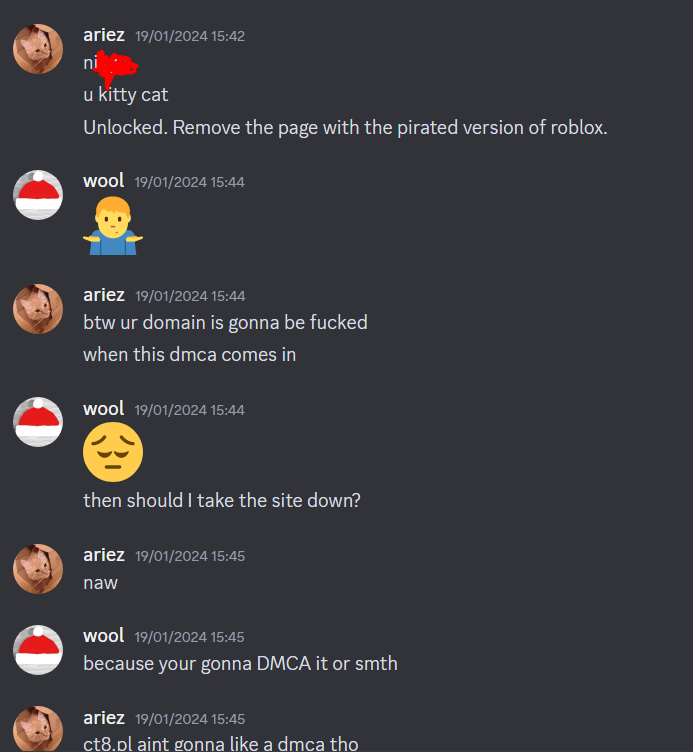 ariez 19/01/2024 15:42
ni
u kitty cat
Unlocked. Remove the page with the pirated version of roblox.
wool 19/01/2024 15:44
ariez 19/01/2024 15:44
btw ur domain is gonna be fucked
when this dmca comes in
wool 19/01/2024 15:44
then should I take the site down?
ariez 19/01/2024 15:45
naw
wool 19/01/2024 15:45
because your gonna DMCA it or smth
ariez 19/01/2024 15:45
ct8.pl aint gonna like a dmca tho